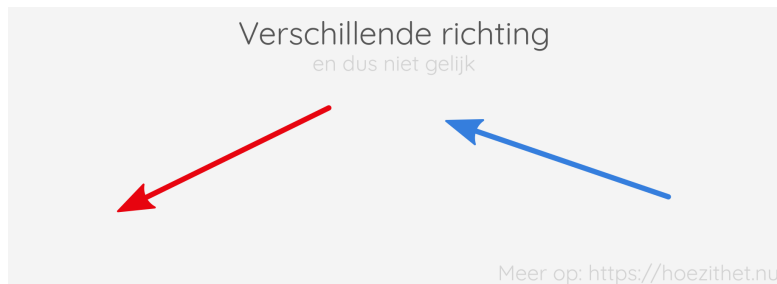 Verschillende richting
en dus niet gelijk
Meer op: https://hoezithet.nu